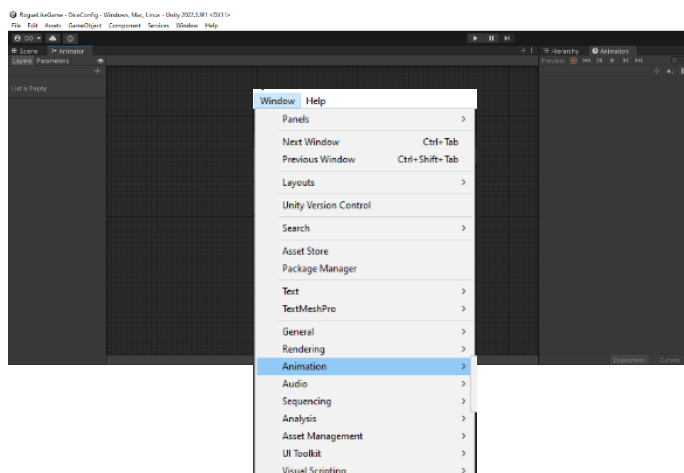 RogueLikeGame - DiceConfig - Windows, Mac, Linux - Unity 2022.3.9f1 <DX11>
File Edit Assets GameObject Component Services Window Help
DG
Scene Animator Hierarchy Animation
Layers Parameters Preview 0
List is Empty
Window Help
Panels
Next Window Ctrl+Tab
Previous Window Ctrl+Shift+Tab
Layouts
Unity Version Control
Search
Asset Store
Package Manager
Text
TextMeshPro
General
Rendering
Animation
Audio
Sequencing
Analysis
Asset Management
UI Toolkit
Visual Scripting
Dopesheet Curves